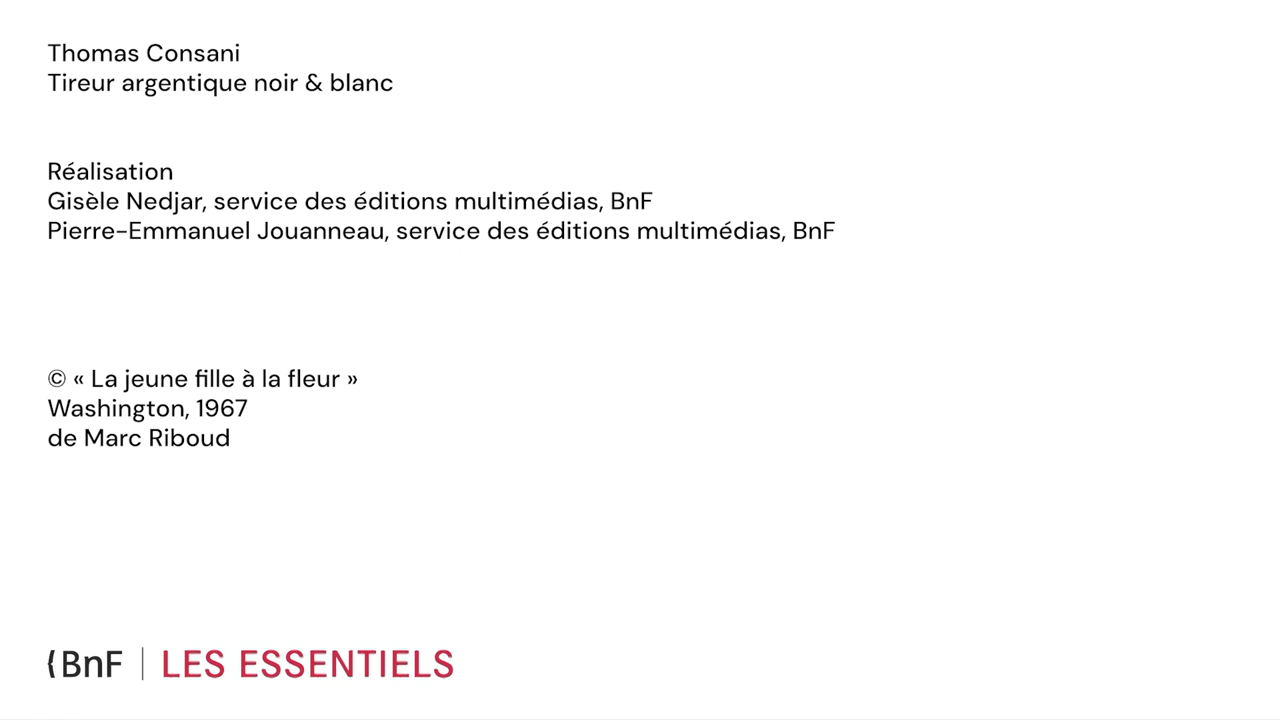 Thomas Consani
Tireur argentique noir & blanc
Réalisation
Gisèle Nedjar, service des éditions multimédias, BnF
Pierre-Emmanuel Jouanneau, service des éditions multimédias, BnF
© « La jeune fille à la fleur »
Washington, 1967
de Marc Riboud
BnF | LES ESSENTIELS